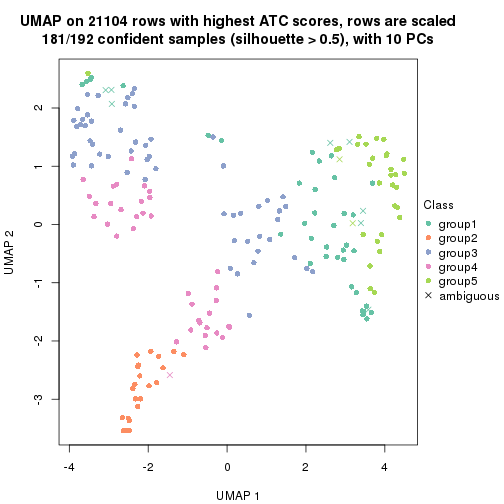 UMAP on 21104 rows with highest ATC scores, rows are scaled
181/192 confident samples (silhouette > 0.5), with 10 PCs
2
1
0
-1
-2
-3
UMAP 2
-4
-2
0
2
4
UMAP 1
Class
group1
group2
group3
group4
group5
ambiguous